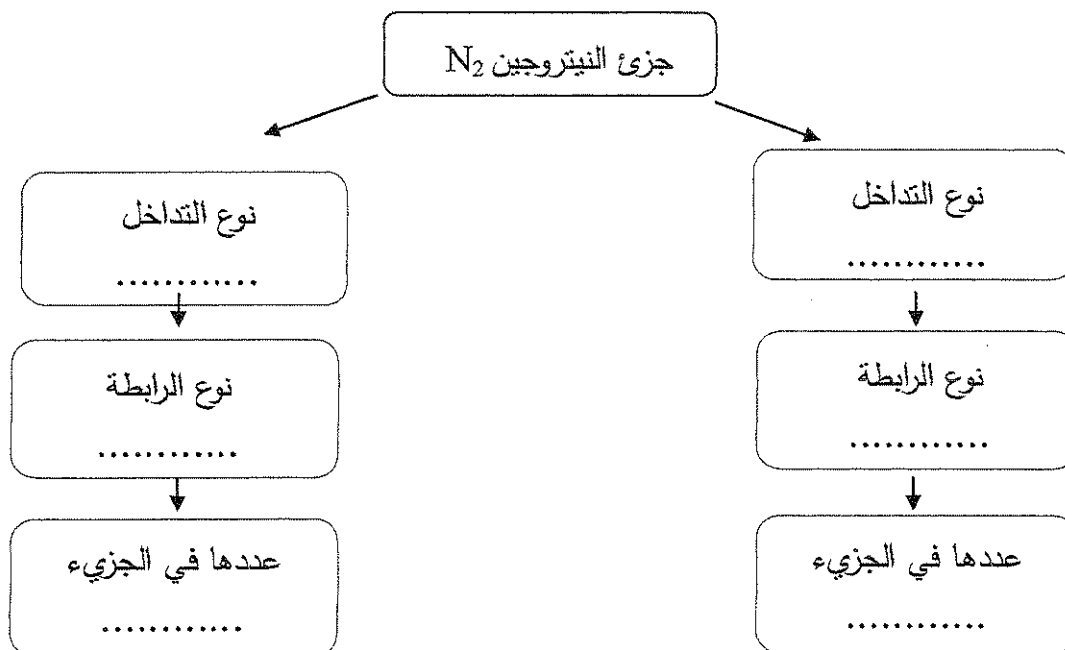 جزئ النيتروجين N₂
نوع التداخل
............
نوع الرابطة
............
عددها في الجزيء
............
نوع التداخل
............
نوع الرابطة
............
عددها في الجزيء
............